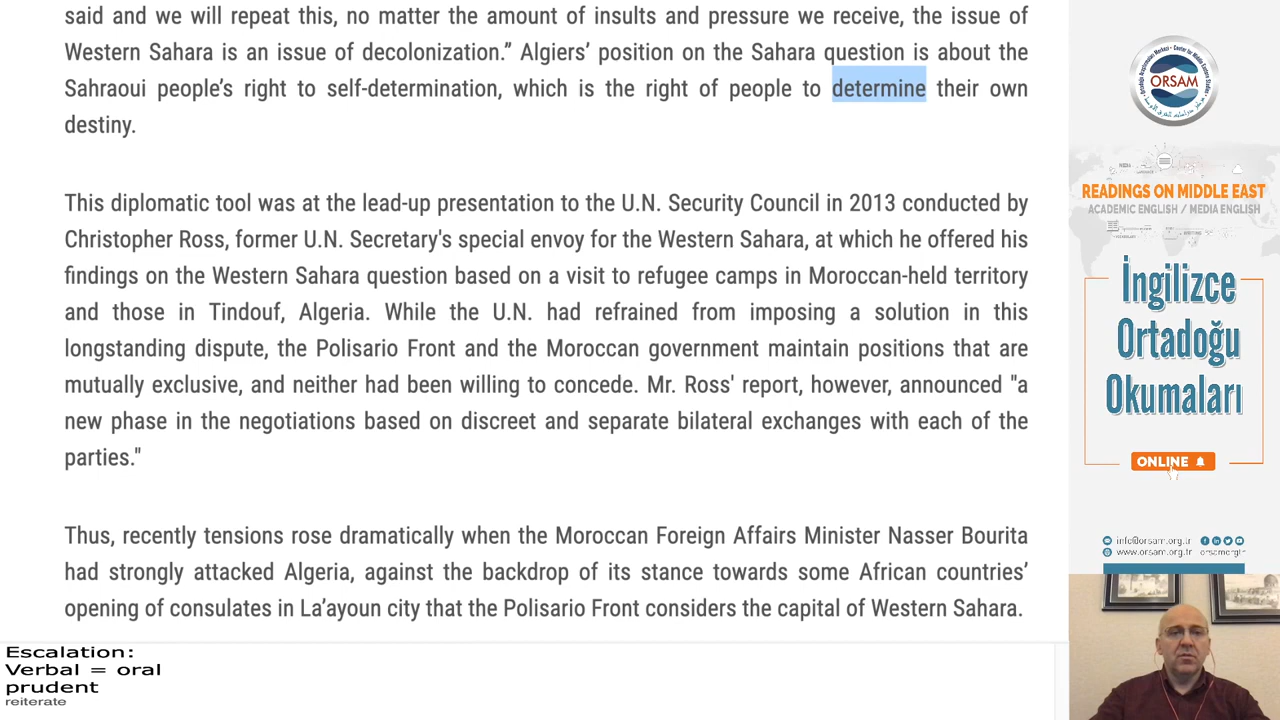 said and we will repeat this, no matter the amount of insults and pressure we receive, the issue of
Western Sahara is an issue of decolonization.” Algiers’ position on the Sahara question is about the
Sahraoui people’s right to self-determination, which is the right of people to determine their own
destiny.
This diplomatic tool was at the lead-up presentation to the U.N. Security Council in 2013 conducted by
Christopher Ross, former U.N. Secretary's special envoy for the Western Sahara, at which he offered his
findings on the Western Sahara question based on a visit to refugee camps in Moroccan-held territory
and those in Tindouf, Algeria. While the U.N. had refrained from imposing a solution in this
longstanding dispute, the Polisario Front and the Moroccan government maintain positions that are
mutually exclusive, and neither had been willing to concede. Mr. Ross' report, however, announced "a
new phase in the negotiations based on discreet and separate bilateral exchanges with each of the
parties."
Thus, recently tensions rose dramatically when the Moroccan Foreign Affairs Minister Nasser Bourita
had strongly attacked Algeria, against the backdrop of its stance towards some African countries’
opening of consulates in La’ayoun city that the Polisario Front considers the capital of Western Sahara.
Escalation:
Verbal = oral
prudent
reiterate
ORSAM
READINGS ON MIDDLE EAST
ACADEMIC ENGLISH / MEDIA ENGLISH
İngilizce
Ortadoğu
Okumaları
ONLINE
info@orsam.org.tr
www.orsam.org.tr orsamorgtr